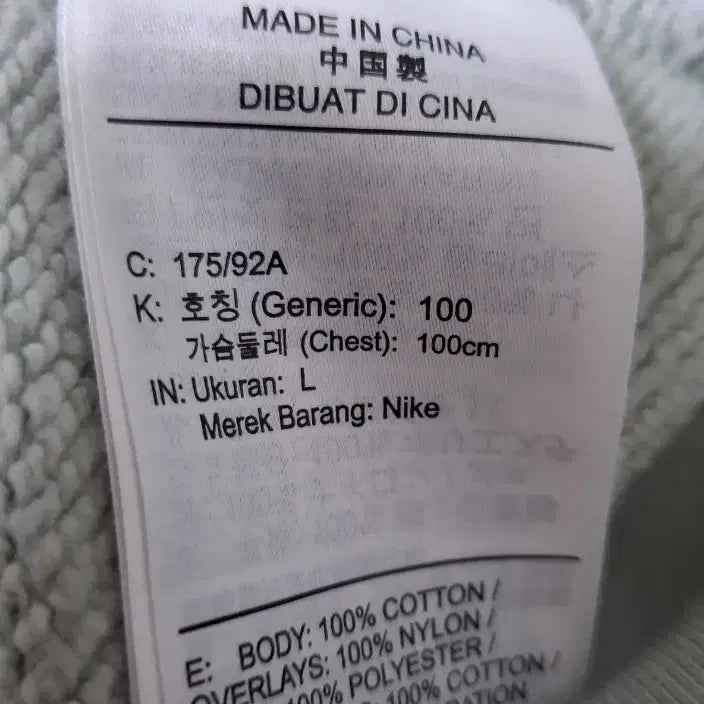 MADE IN CHINA
中国製
DIBUAT DI CINA
C: 175/92A
K: 호칭 (Generic): 100
가슴둘레 (Chest): 100cm
IN: Ukuran: L
Merek Barang: Nike
E: BODY: 100% COTTON /
OVERLAYS: 100% NYLON /
100% POLYESTER /
100% COTTON /